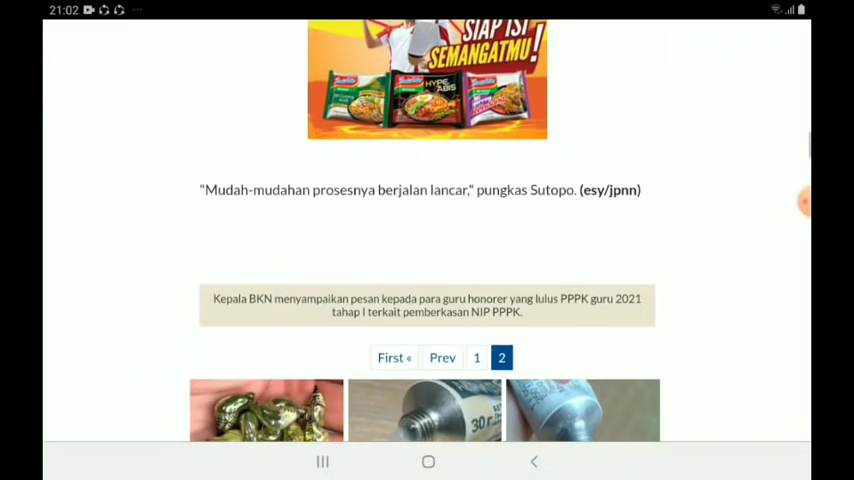 21:02
SIAP ISI
SEMANGATMU!
HYPE
ABIS
"Mudah-mudahan prosesnya berjalan lancar," pungkas Sutopo. (esy/jpnn)
Kepala BKN menyampaikan pesan kepada para guru honorer yang lulus PPPK guru 2021
tahap I terkait pemberkasan NIP PPPK.
First « Prev 1 2
30г